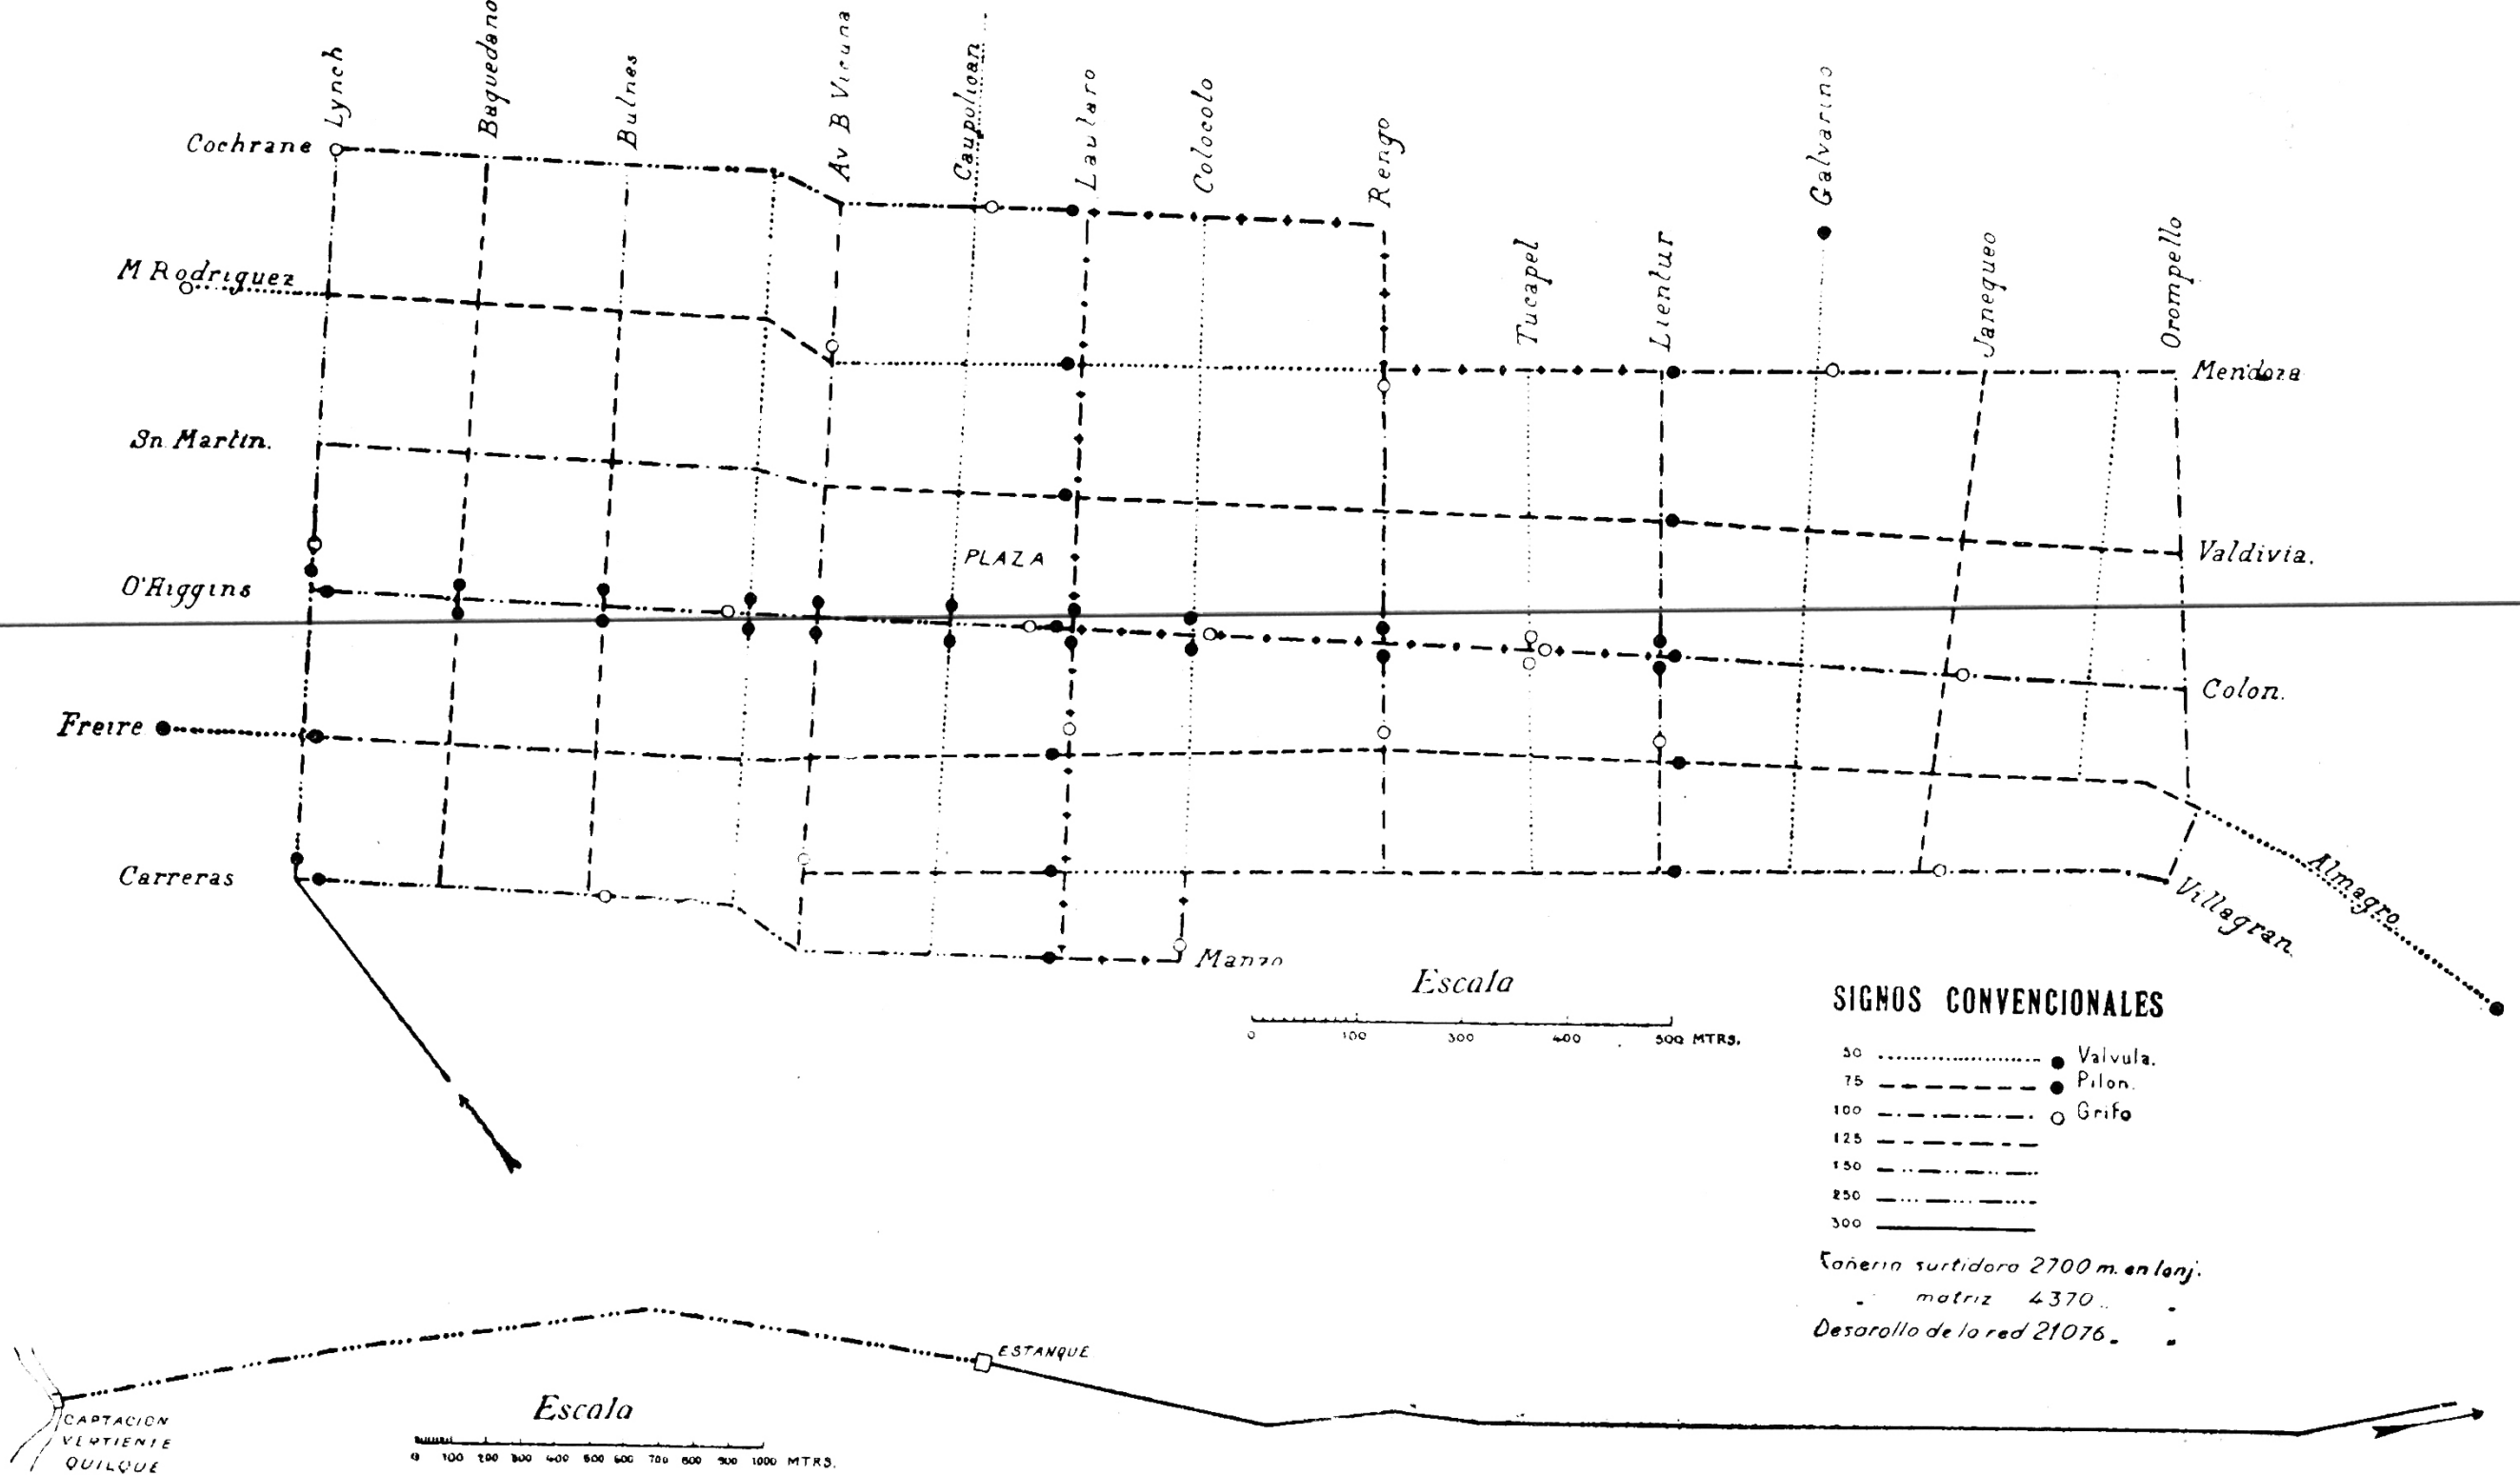 Lynch
Baquedano
Bulnes
Av B Vicuna
Caupolican
Lautaro
Colocolo
Rengo
Tucapel
Lientur
Galvarino
Janequeo
Orompello
Cochrane
M Rodriguez
Sn. Martin.
O'Higgins
Freire
Carreras
PLAZA
Mendoza
Valdivia.
Colon.
Almagro.
Villagran.
Manzo
Escala
0 100 300 400 500 MTRS.
SIGNOS CONVENCIONALES
50 Valvula.
75 Pilon.
100 Grifo
125
150
250
300
Cañeria surtidora 2700 m. en lonj.
" matriz 4370 " "
Desarollo de la red 21076 " "
ESTANQUE
CAPTACION
VERTIENTE
QUILQUE
Escala
0 100 200 300 400 500 600 700 800 900 1000 MTRS.